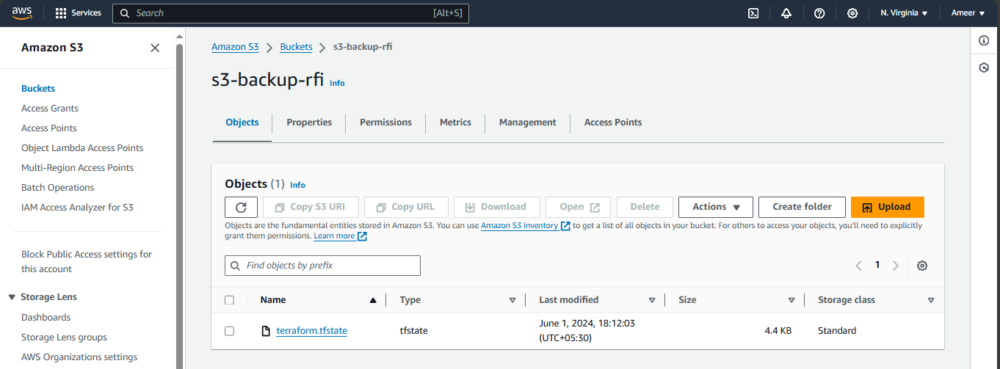 aws Services Search [Alt+S] N. Virginia Ameer
Amazon S3
Buckets
Access Grants
Access Points
Object Lambda Access Points
Multi-Region Access Points
Batch Operations
IAM Access Analyzer for S3
Block Public Access settings for
this account
Storage Lens
Dashboards
Storage Lens groups
AWS Organizations settings
Amazon S3 Buckets s3-backup-rfi
s3-backup-rfi Info
Objects Properties Permissions Metrics Management Access Points
Objects (1) Info
Copy S3 URI Copy URL Download Open Delete Actions Create folder Upload
Objects are the fundamental entities stored in Amazon S3. You can use Amazon S3 inventory to get a list of all objects in your bucket. For others to access your objects, you'll need to explicitly
grant them permissions. Learn more
Find objects by prefix 1
Name Type Last modified Size Storage class
terraform.tfstate tfstate June 1, 2024, 18:12:03 4.4 KB Standard
(UTC+05:30)